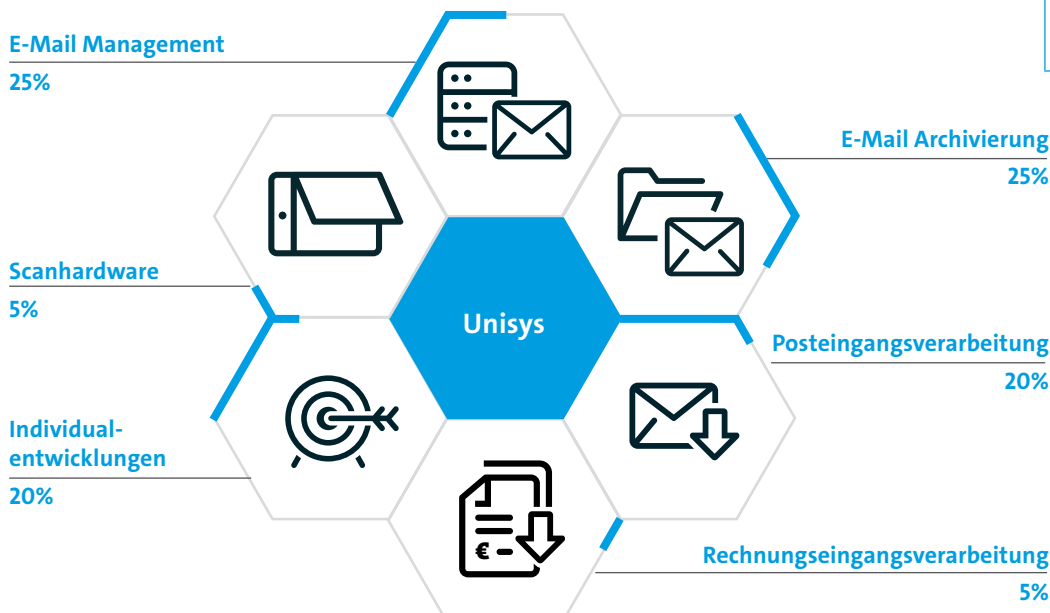 E-Mail Management
25%
E-Mail Archivierung
25%
Scanhardware
5%
Unisys
Posteingangsverarbeitung
20%
Individual-
entwicklungen
20%
€
Rechnungseingangsverarbeitung
5%